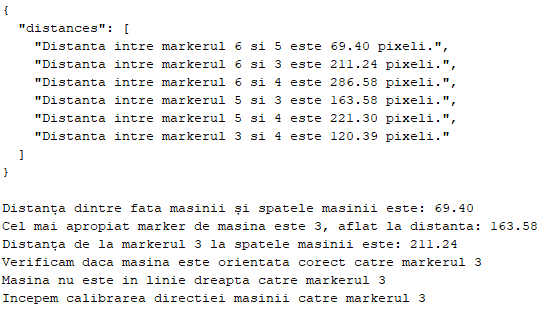 {
  "distances": [
    "Distanta intre markerul 6 si 5 este 69.40 pixeli.",
    "Distanta intre markerul 6 si 3 este 211.24 pixeli.",
    "Distanta intre markerul 6 si 4 este 286.58 pixeli.",
    "Distanta intre markerul 5 si 3 este 163.58 pixeli.",
    "Distanta intre markerul 5 si 4 este 221.30 pixeli.",
    "Distanta intre markerul 3 si 4 este 120.39 pixeli."
  ]
}
Distanța dintre fata masinii și spatele masinii este: 69.40
Cel mai apropiat marker de masina este 3, aflat la distanta: 163.58
Distanța de la markerul 3 la spatele masinii este: 211.24
Verificam daca masina este orientata corect catre markerul 3
Masina nu este in linie dreapta catre markerul 3
Incepem calibrarea directiei masinii catre markerul 3